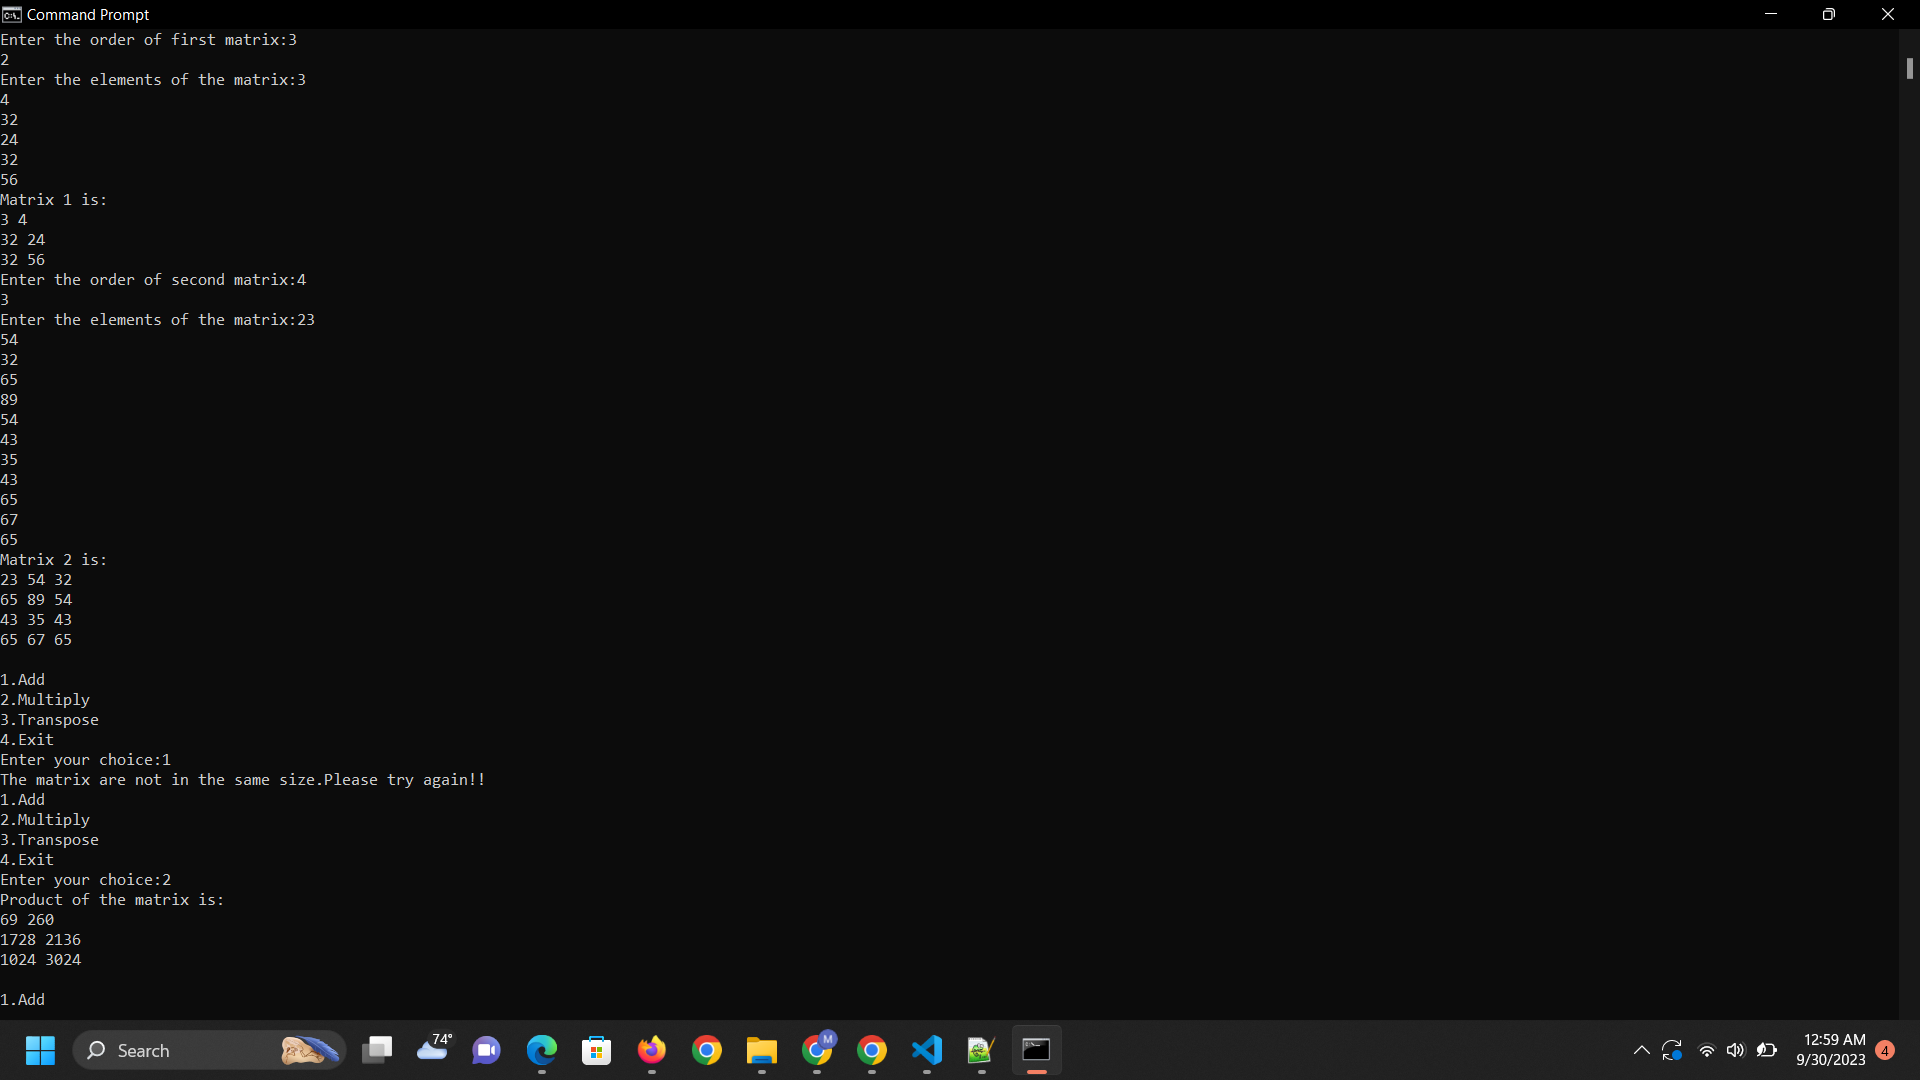 Command Prompt
Enter the order of first matrix:3
2
Enter the elements of the matrix:3
4
32
24
32
56
Matrix 1 is:
3 4
32 24
32 56
Enter the order of second matrix:4
3
Enter the elements of the matrix:23
54
32
65
89
54
43
35
43
65
67
65
Matrix 2 is:
23 54 32
65 89 54
43 35 43
65 67 65
1.Add
2.Multiply
3.Transpose
4.Exit
Enter your choice:1
The matrix are not in the same size.Please try again!!
1.Add
2.Multiply
3.Transpose
4.Exit
Enter your choice:2
Product of the matrix is:
69 260
1728 2136
1024 3024
1.Add
Search
74°
M
12:59 AM
9/30/2023
4